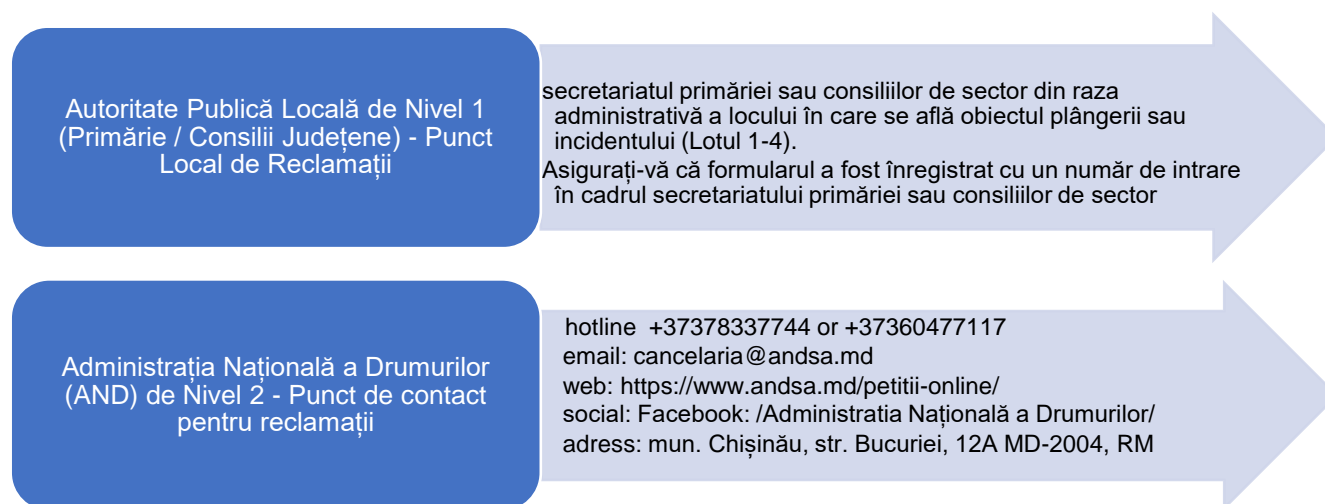 Autoritate Publică Locală de Nivel 1
(Primărie / Consilii Județene) - Punct
Local de Reclamații
secretariatul primăriei sau consiliilor de sector din raza
administrativă a locului în care se află obiectul plângerii sau
incidentului (Lotul 1-4).
Asigurați-vă că formularul a fost înregistrat cu un număr de intrare
în cadrul secretariatului primăriei sau consiliilor de sector
Administrația Națională a Drumurilor
(AND) de Nivel 2 - Punct de contact
pentru reclamații
hotline +37378337744 or +37360477117
email: cancelaria@andsa.md
web: https://www.andsa.md/petitii-online/
social: Facebook: /Administratia Națională a Drumurilor/
adress: mun. Chișinău, str. Bucuriei, 12A MD-2004, RM